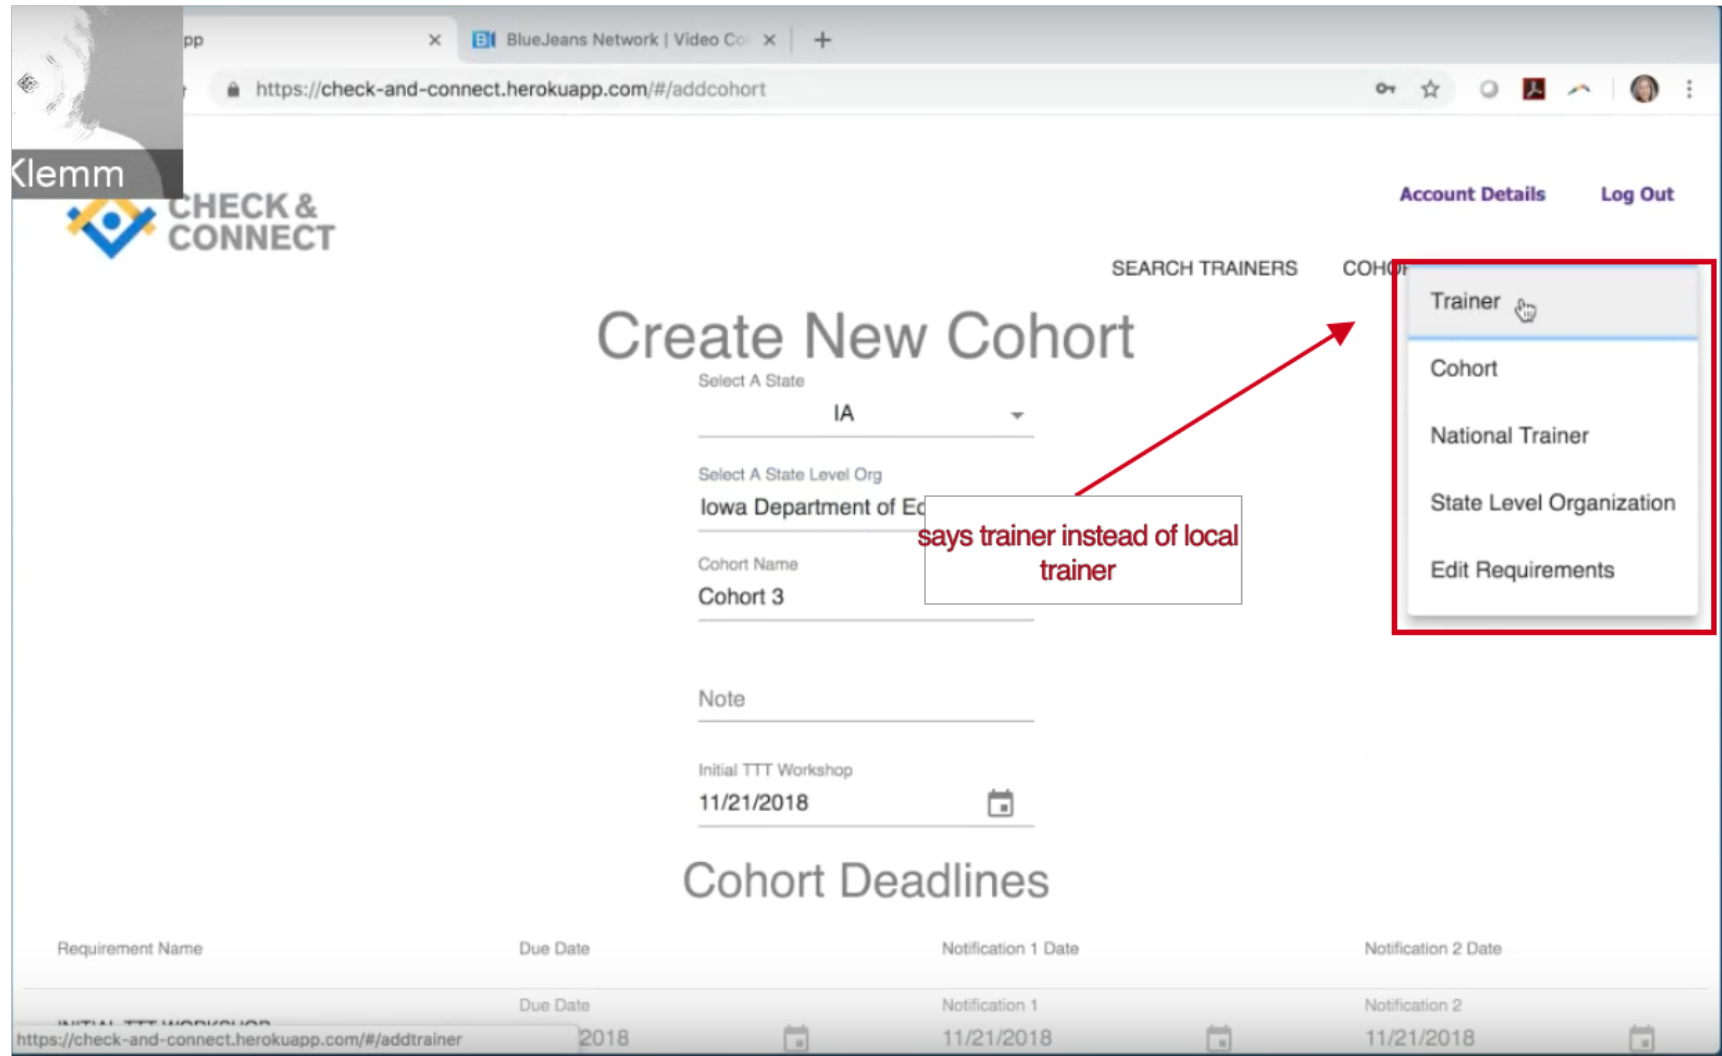 pp
BlueJeans Network | Video Co
https://check-and-connect.herokuapp.com/#/addcohort
Klemm
CHECK &
CONNECT
Account Details Log Out
SEARCH TRAINERS
Trainer
Cohort
National Trainer
State Level Organization
Edit Requirements
Create New Cohort
Select A State
IA
Select A State Level Org
Iowa Department of Ec
says trainer instead of local
trainer
Cohort Name
Cohort 3
Note
Initial TTT Workshop
11/21/2018
Cohort Deadlines
Requirement Name Due Date Notification 1 Date Notification 2 Date
Due Date Notification 1 Notification 2
INITIAL TTT WORKSHOP
2018 11/21/2018 11/21/2018
https://check-and-connect.herokuapp.com/#/addtrainer